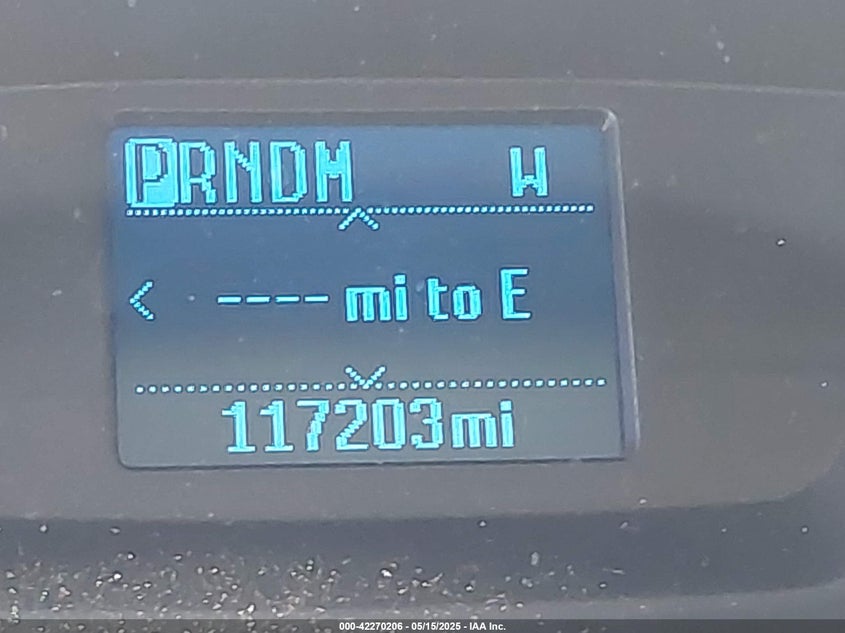 PRNDM W
< ---- mi to E
117203mi
000-42270206 - 05/15/2025 - IAA Inc.